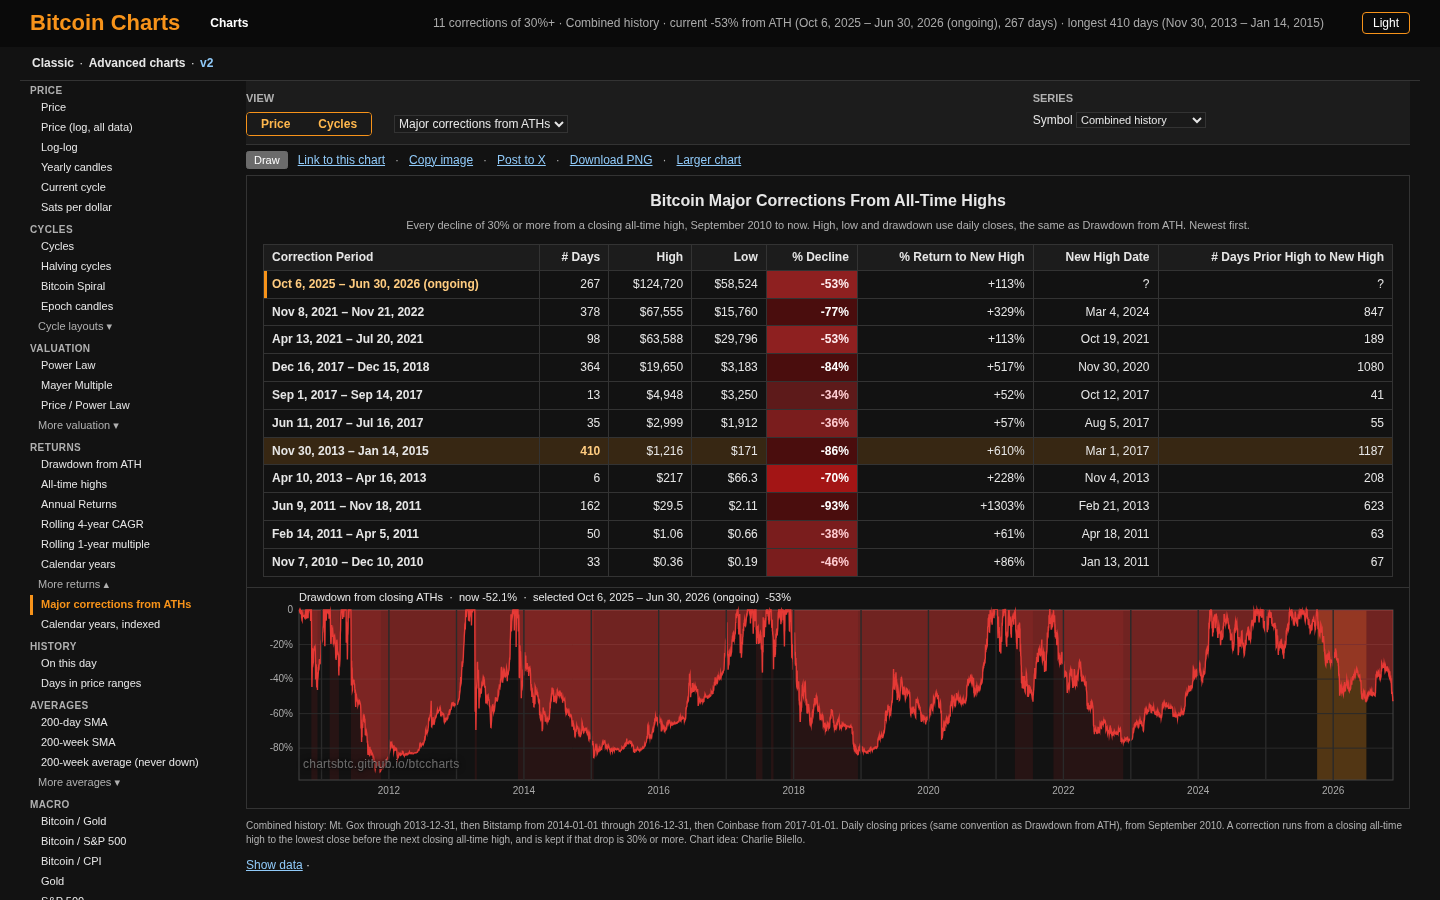 Bitcoin Charts
Charts
11 corrections of 30%+ · Combined history · current -53% from ATH (Oct 6, 2025 – Jun 30, 2026 (ongoing), 267 days) · longest 410 days (Nov 30, 2013 – Jan 14, 2015)
Light
Classic · Advanced charts · v2
PRICE
Price
Price (log, all data)
Log-log
Yearly candles
Current cycle
Sats per dollar
CYCLES
Cycles
Halving cycles
Bitcoin Spiral
Epoch candles
Cycle layouts ▾
VALUATION
Power Law
Mayer Multiple
Price / Power Law
More valuation ▾
RETURNS
Drawdown from ATH
All-time highs
Annual Returns
Rolling 4-year CAGR
Rolling 1-year multiple
Calendar years
More returns ▴
Major corrections from ATHs
Calendar years, indexed
HISTORY
On this day
Days in price ranges
AVERAGES
200-day SMA
200-week SMA
200-week average (never down)
More averages ▾
MACRO
Bitcoin / Gold
Bitcoin / S&P 500
Bitcoin / CPI
Gold
S&P 500
VIEW
Price Cycles Major corrections from ATHs
SERIES
Symbol Combined history
Draw Link to this chart · Copy image · Post to X · Download PNG · Larger chart
Bitcoin Major Corrections From All-Time Highs
Every decline of 30% or more from a closing all-time high, September 2010 to now. High, low and drawdown use daily closes, the same as Drawdown from ATH. Newest first.
Correction Period # Days High Low % Decline % Return to New High New High Date # Days Prior High to New High
Oct 6, 2025 – Jun 30, 2026 (ongoing) 267 $124,720 $58,524 -53% +113% ? ?
Nov 8, 2021 – Nov 21, 2022 378 $67,555 $15,760 -77% +329% Mar 4, 2024 847
Apr 13, 2021 – Jul 20, 2021 98 $63,588 $29,796 -53% +113% Oct 19, 2021 189
Dec 16, 2017 – Dec 15, 2018 364 $19,650 $3,183 -84% +517% Nov 30, 2020 1080
Sep 1, 2017 – Sep 14, 2017 13 $4,948 $3,250 -34% +52% Oct 12, 2017 41
Jun 11, 2017 – Jul 16, 2017 35 $2,999 $1,912 -36% +57% Aug 5, 2017 55
Nov 30, 2013 – Jan 14, 2015 410 $1,216 $171 -86% +610% Mar 1, 2017 1187
Apr 10, 2013 – Apr 16, 2013 6 $217 $66.3 -70% +228% Nov 4, 2013 208
Jun 9, 2011 – Nov 18, 2011 162 $29.5 $2.11 -93% +1303% Feb 21, 2013 623
Feb 14, 2011 – Apr 5, 2011 50 $1.06 $0.66 -38% +61% Apr 18, 2011 63
Nov 7, 2010 – Dec 10, 2010 33 $0.36 $0.19 -46% +86% Jan 13, 2011 67
Drawdown from closing ATHs · now -52.1% · selected Oct 6, 2025 – Jun 30, 2026 (ongoing) -53%
0
-20%
-40%
-60%
-80%
chartsbtc.github.io/btccharts
2012 2014 2016 2018 2020 2022 2024 2026
Combined history: Mt. Gox through 2013-12-31, then Bitstamp from 2014-01-01 through 2016-12-31, then Coinbase from 2017-01-01. Daily closing prices (same convention as Drawdown from ATH), from September 2010. A correction runs from a closing all-time
high to the lowest close before the next closing all-time high, and is kept if that drop is 30% or more. Chart idea: Charlie Bilello.
Show data ·